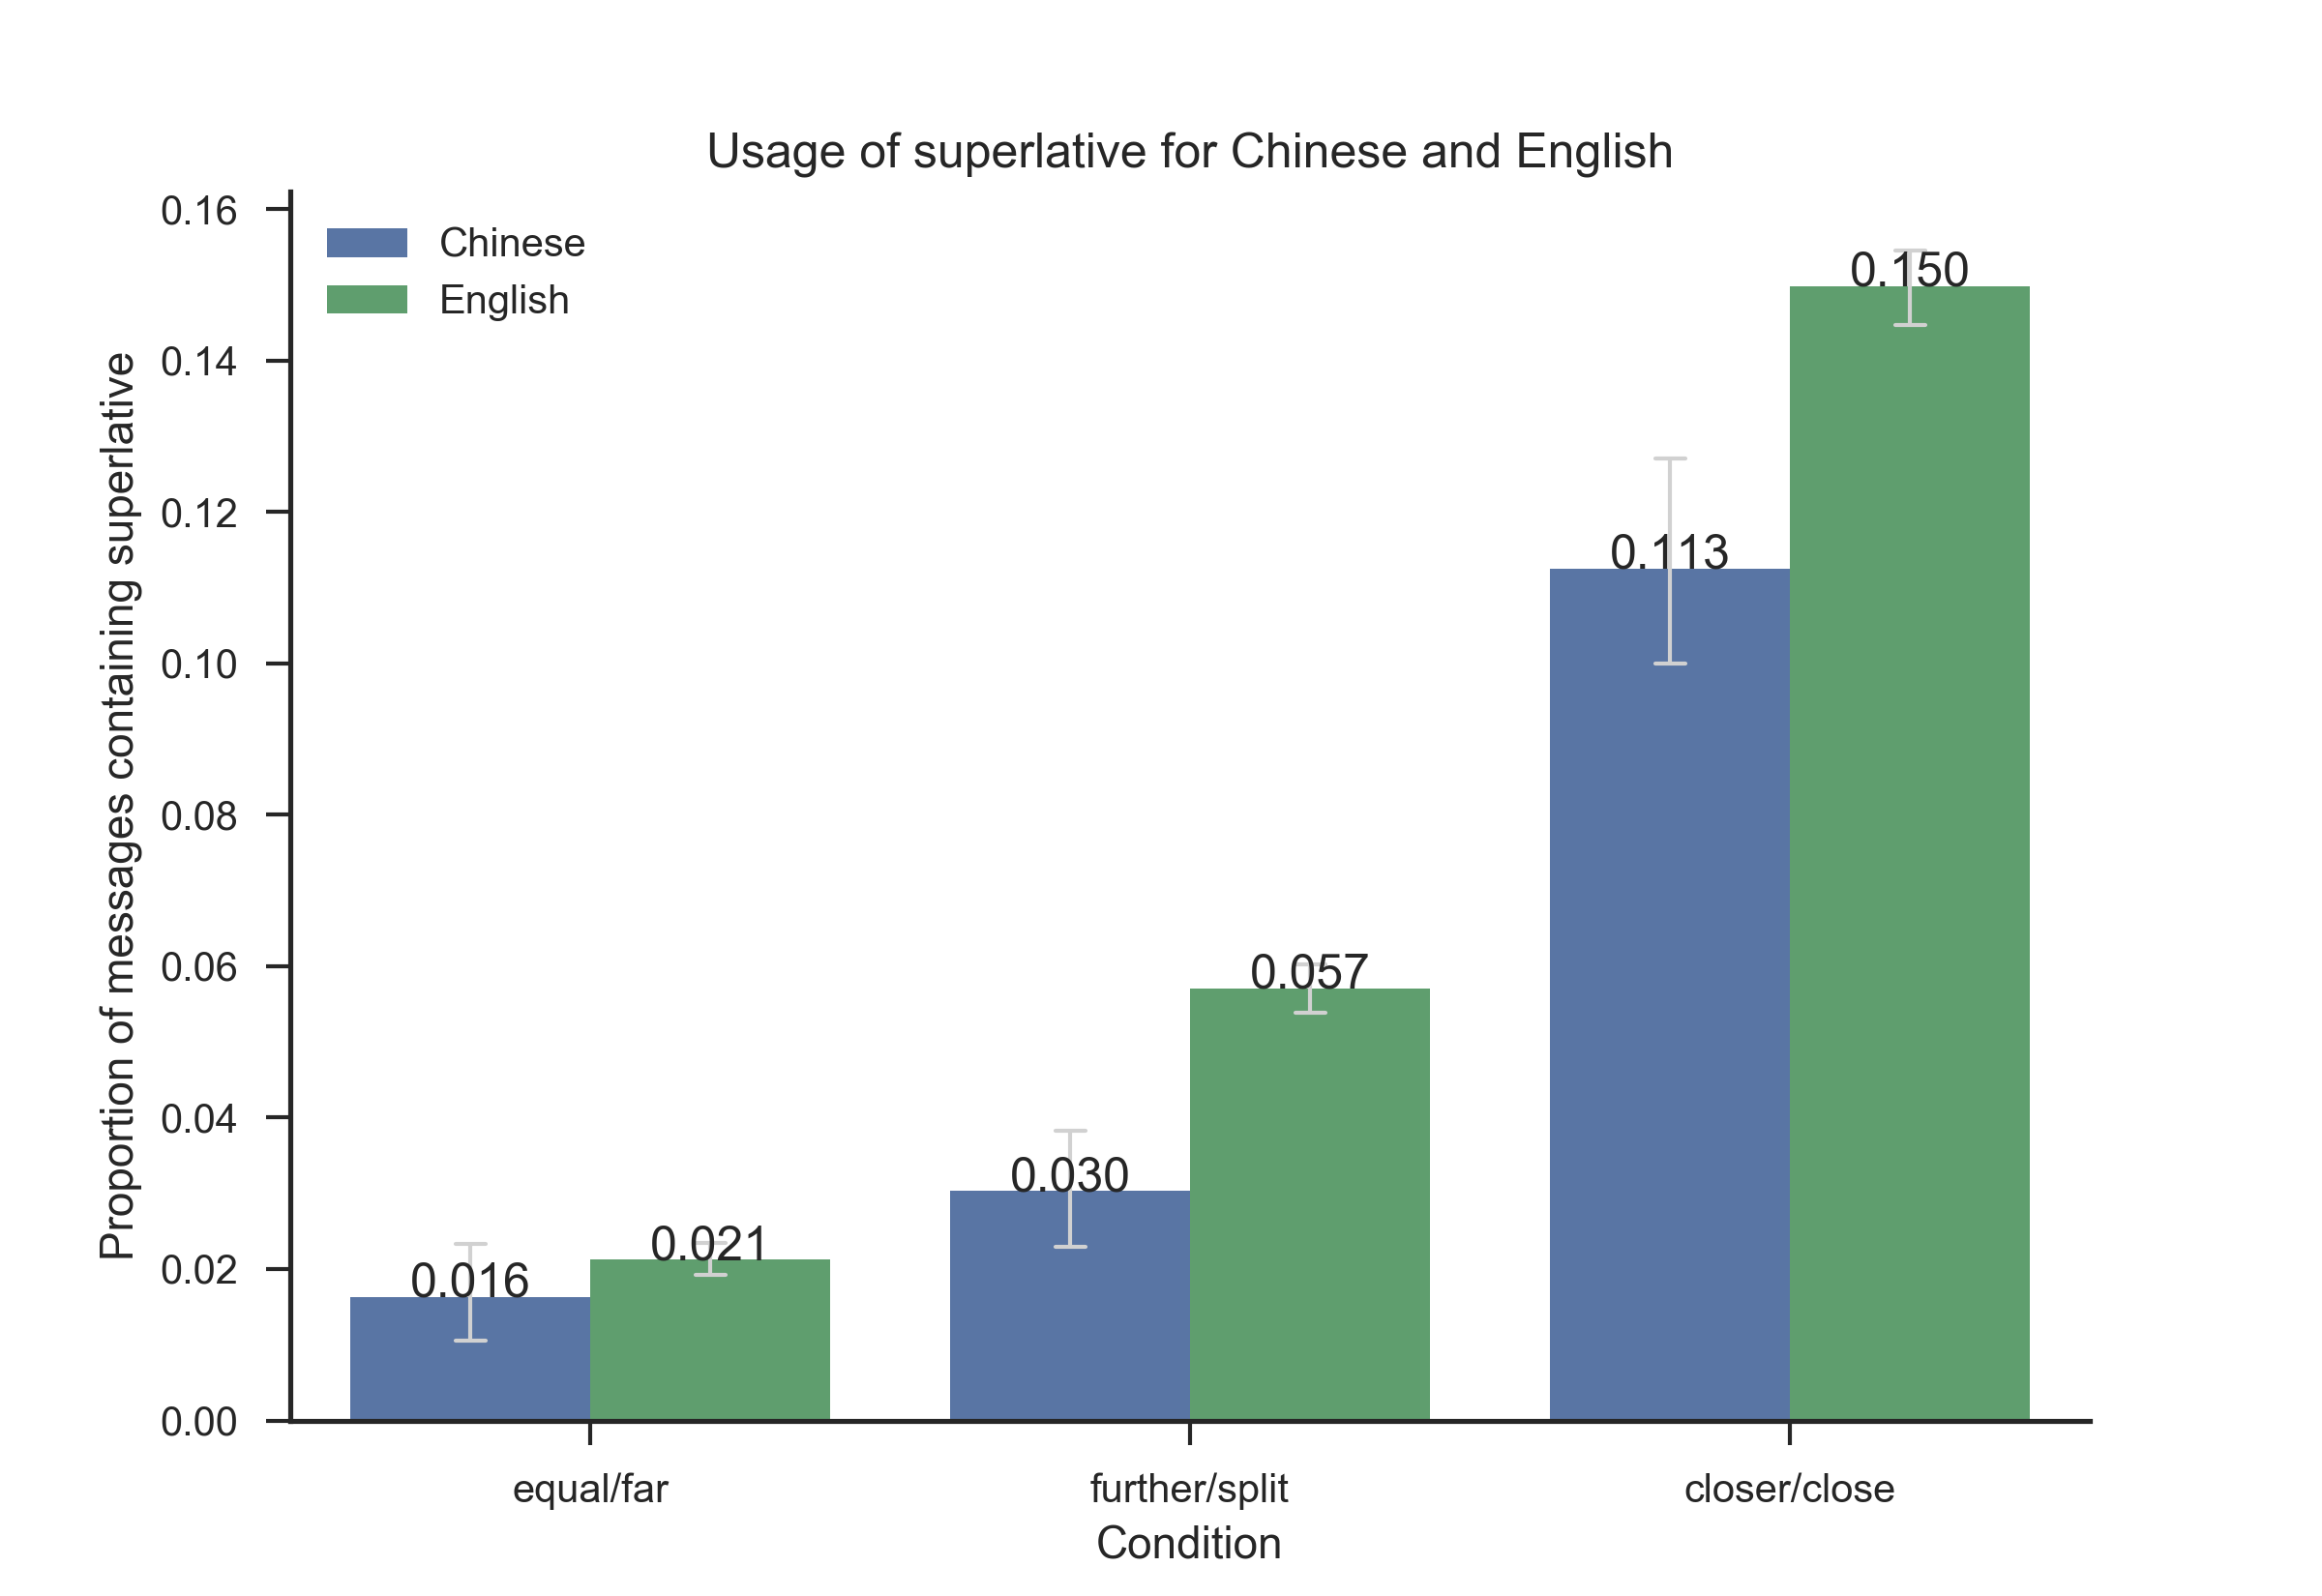 Usage of superlative for Chinese and English
Chinese
English
Proportion of messages containing superlative
0.16
0.14
0.12
0.10
0.08
0.06
0.04
0.02
0.00
0.016
0.021
0.030
0.057
0.113
0.150
equal/far
further/split
closer/close
Condition